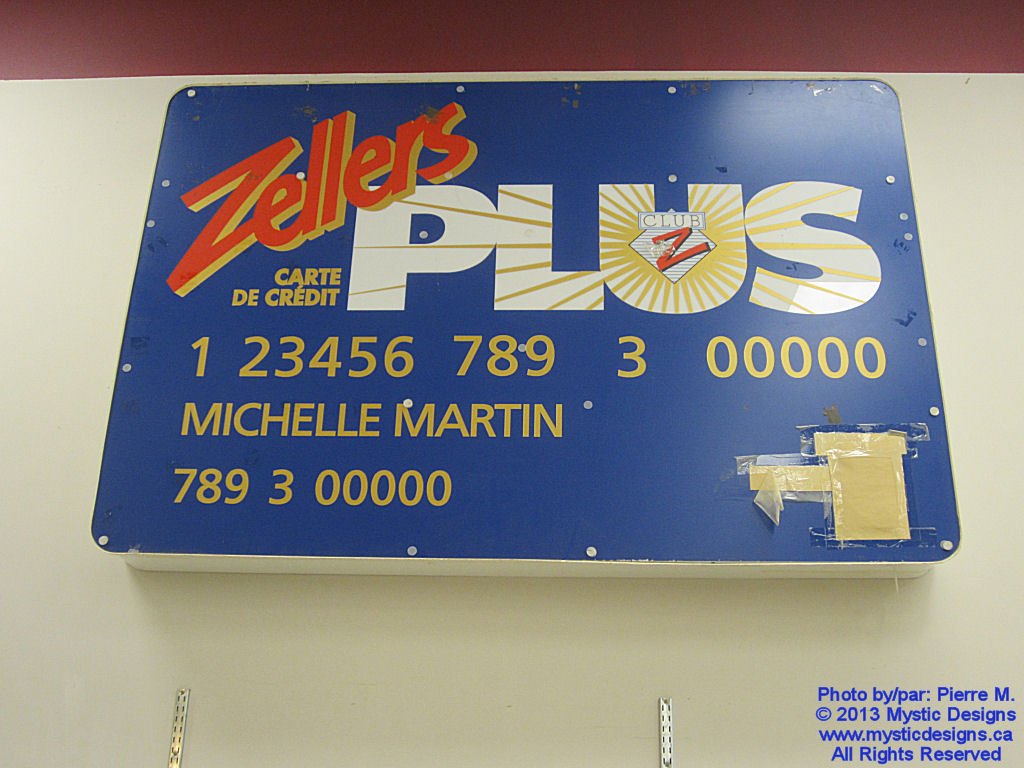 Zellers
PLUS
CLUB
Z
CARTE
DE CRÉDIT
1 23456 789 3 00000
MICHELLE MARTIN
789 3 00000
Photo by/par: Pierre M.
© 2013 Mystic Designs
www.mysticdesigns.ca
All Rights Reserved